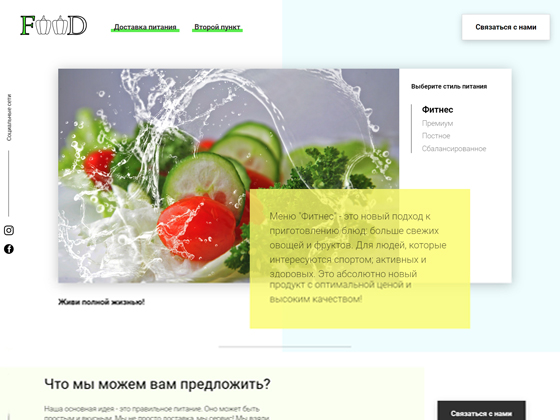 FOOD
Доставка питания
Второй пункт
Связаться с нами
Социальные сети
Выберите стиль питания
Фитнес
Премиум
Постное
Сбалансированное
Меню "Фитнес" - это новый подход к
приготовлению блюд: больше свежих
овощей и фруктов. Для людей, которые
интересуются спортом; активных и
здоровых. Это абсолютно новый
продукт с оптимальной ценой и
высоким качеством!
Живи полной жизнью!
Что мы можем вам предложить?
Наша оосновная идея - это правильное питание. Оно может быть
простым и вкусным. Мы не просто доставка, мы сервис! Мы взяли
Связаться с нами